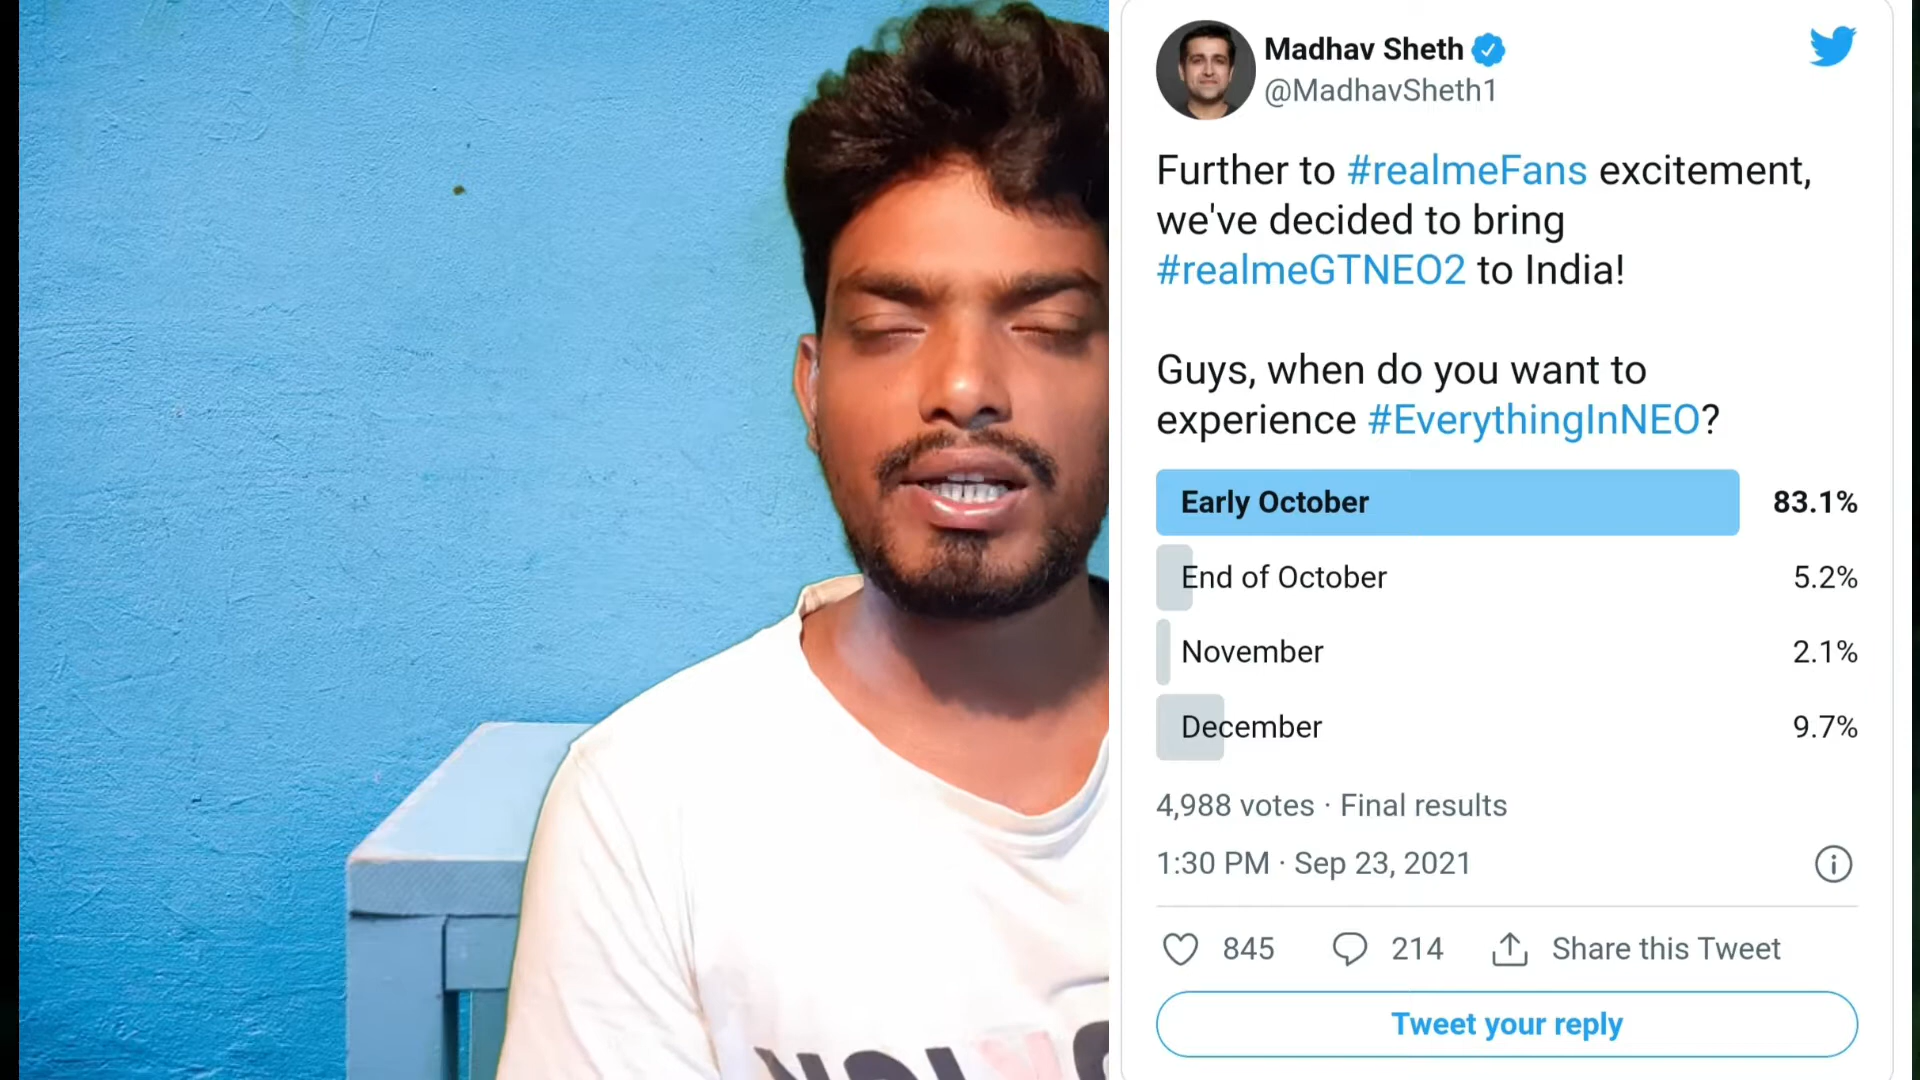 Madhav Sheth
@MadhavSheth1
Further to #realmeFans excitement,
we've decided to bring
#realmeGTNEO2 to India!
Guys, when do you want to
experience #EverythingInNEO?
Early October 83.1%
End of October 5.2%
November 2.1%
December 9.7%
4,988 votes · Final results
1:30 PM · Sep 23, 2021
845 214 Share this Tweet
Tweet your reply